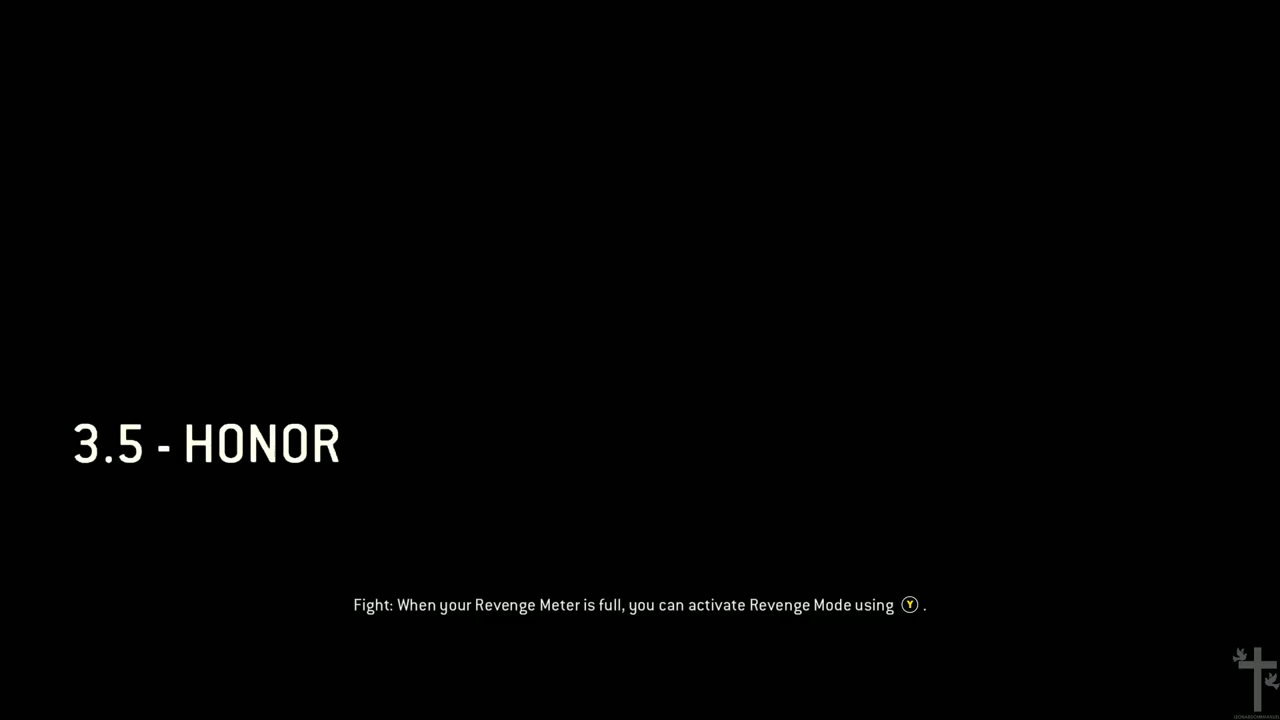 3.5 - HONOR
Fight: When your Revenge Meter is full, you can activate Revenge Mode using Y .